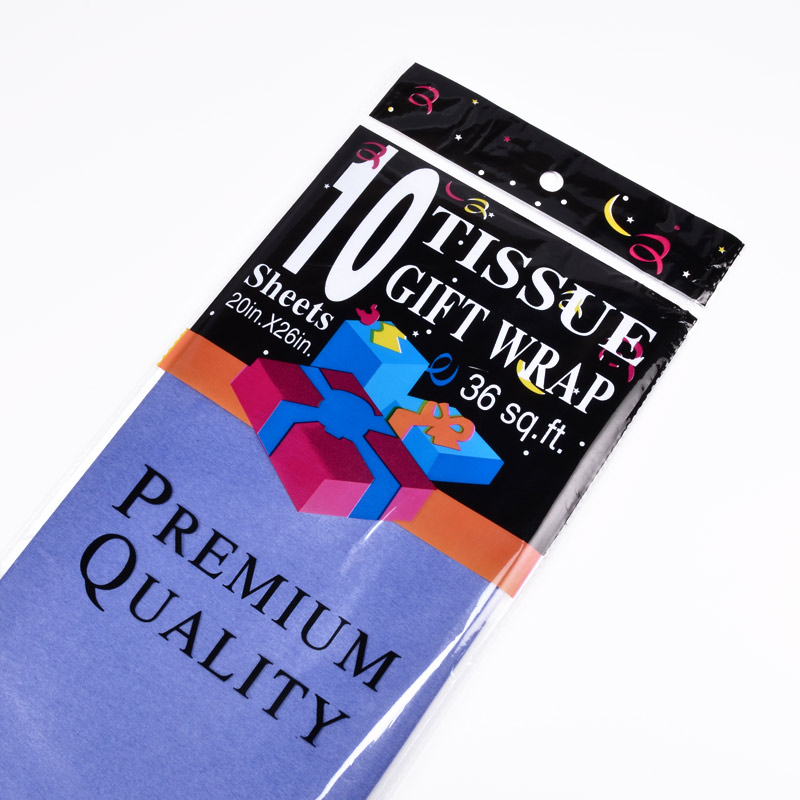 10
Sheets
20in.X26in.
TISSUE
GIFT WRAP
36 sq.ft.
PREMIUM
QUALITY